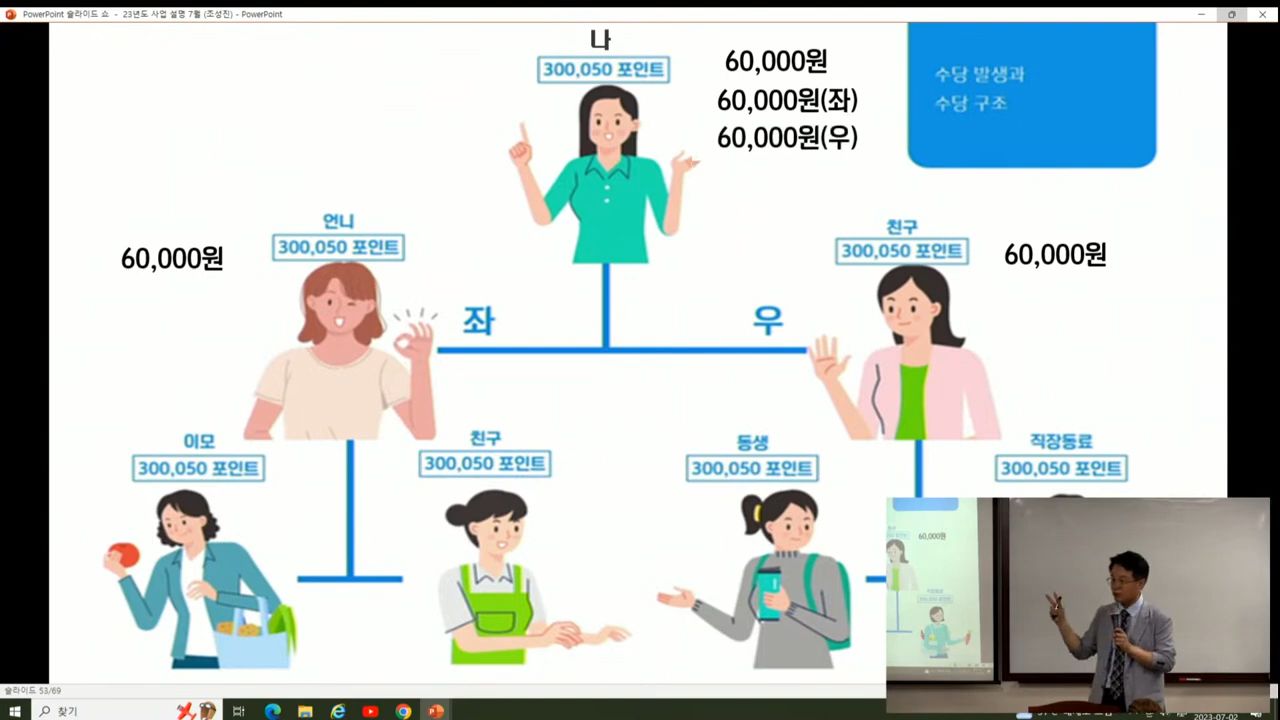 PowerPoint 슬라이드 쇼 - 23년도 사업 설명 7월 (조성진) - PowerPoint
나
300,050 포인트
60,000원
60,000원(좌)
60,000원(우)
수당 발생과
수당 구조
언니
300,050 포인트
60,000원
친구
300,050 포인트
60,000원
좌
우
이모
300,050 포인트
친구
300,050 포인트
동생
300,050 포인트
직장동료
300,050 포인트
60,000원
슬라이드 53/69
찾기
2023-07-02